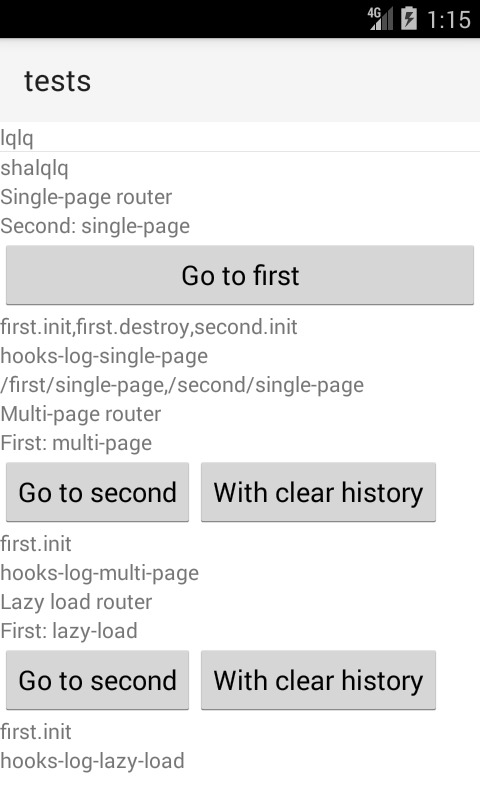 4G 1:15
tests
lqlq
shalqlq
Single-page router
Second: single-page
Go to first
first.init,first.destroy,second.init
hooks-log-single-page
/first/single-page,/second/single-page
Multi-page router
First: multi-page
Go to second With clear history
first.init
hooks-log-multi-page
Lazy load router
First: lazy-load
Go to second With clear history
first.init
hooks-log-lazy-load